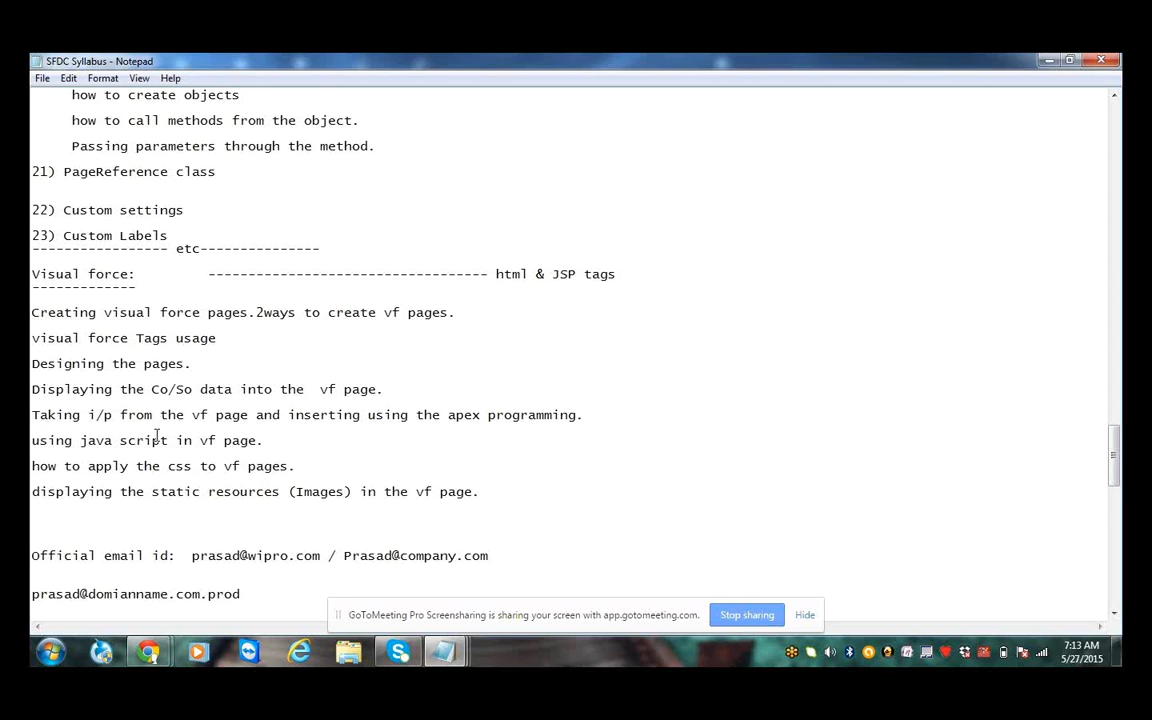 SFDC Syllabus - Notepad
File Edit Format View Help
how to create objects
how to call methods from the object.
Passing parameters through the method.
21) PageReference class
22) Custom settings
23) Custom Labels
----------------- etc---------------
Visual force: ----------------------------------- html & JSP tags
-------------
Creating visual force pages.2ways to create vf pages.
visual force Tags usage
Designing the pages.
Displaying the Co/So data into the vf page.
Taking i/p from the vf page and inserting using the apex programming.
using java script in vf page.
how to apply the css to vf pages.
displaying the static resources (Images) in the vf page.
Official email id: prasad@wipro.com / Prasad@company.com
prasad@domianname.com.prod
GoToMeeting Pro Screensharing is sharing your screen with app.gotomeeting.com. Stop sharing Hide
7:13 AM
5/27/2015